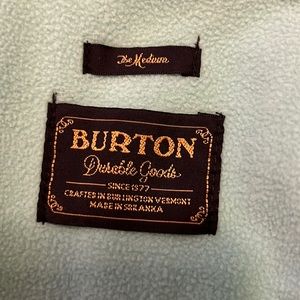 The Medium
BURTON
Durable Goods
SINCE 1977
CRAFTED IN BURLINGTON VERMONT
MADE IN SRI LANKA